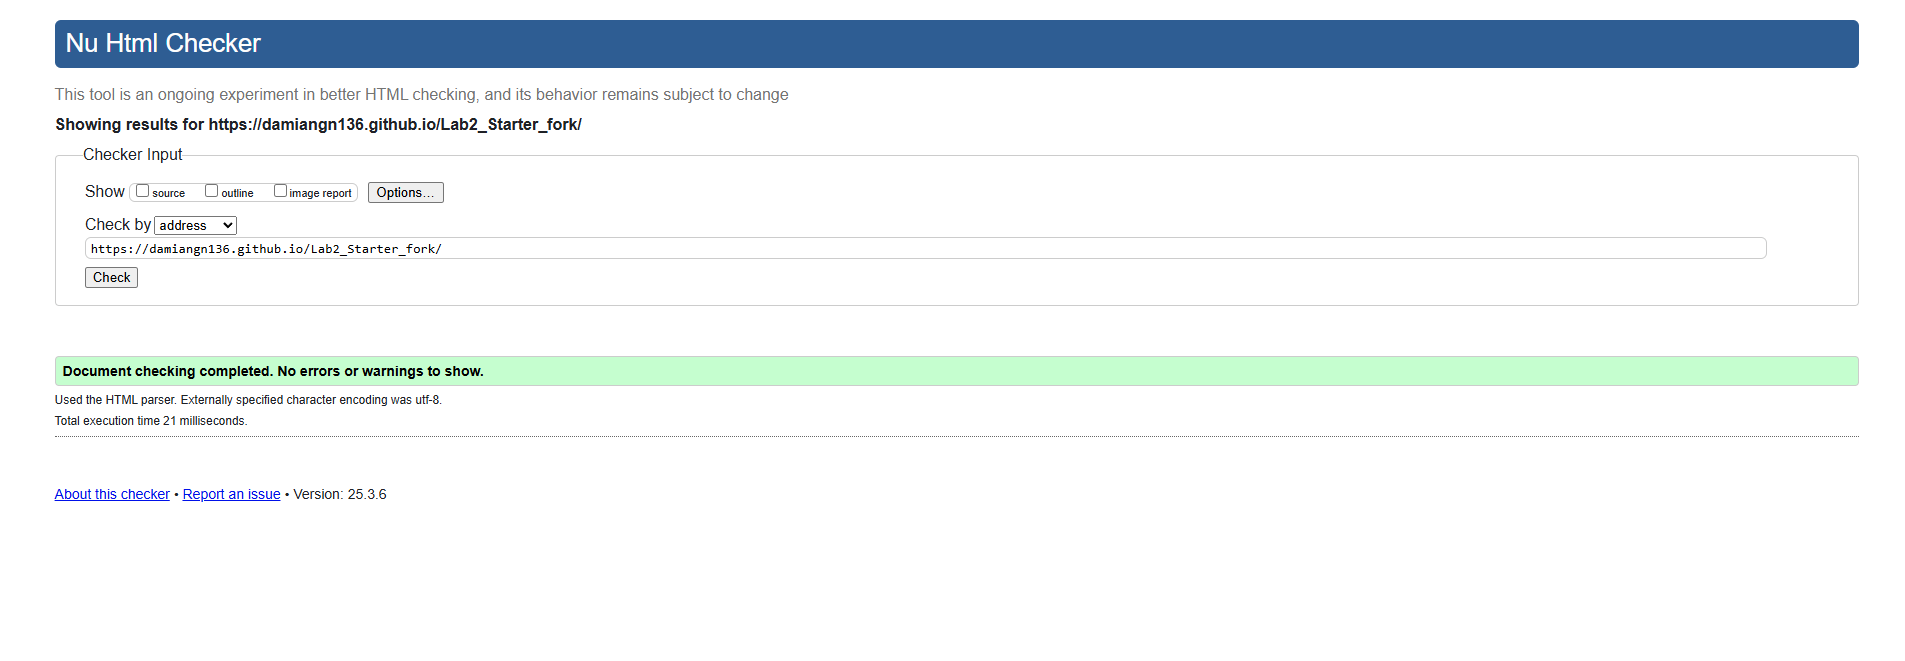 Nu Html Checker
This tool is an ongoing experiment in better HTML checking, and its behavior remains subject to change
Showing results for https://damiangn136.github.io/Lab2_Starter_fork/
Checker Input
Show source outline image report Options...
Check by address
https://damiangn136.github.io/Lab2_Starter_fork/
Check
Document checking completed. No errors or warnings to show.
Used the HTML parser. Externally specified character encoding was utf-8.
Total execution time 21 milliseconds.
About this checker • Report an issue • Version: 25.3.6